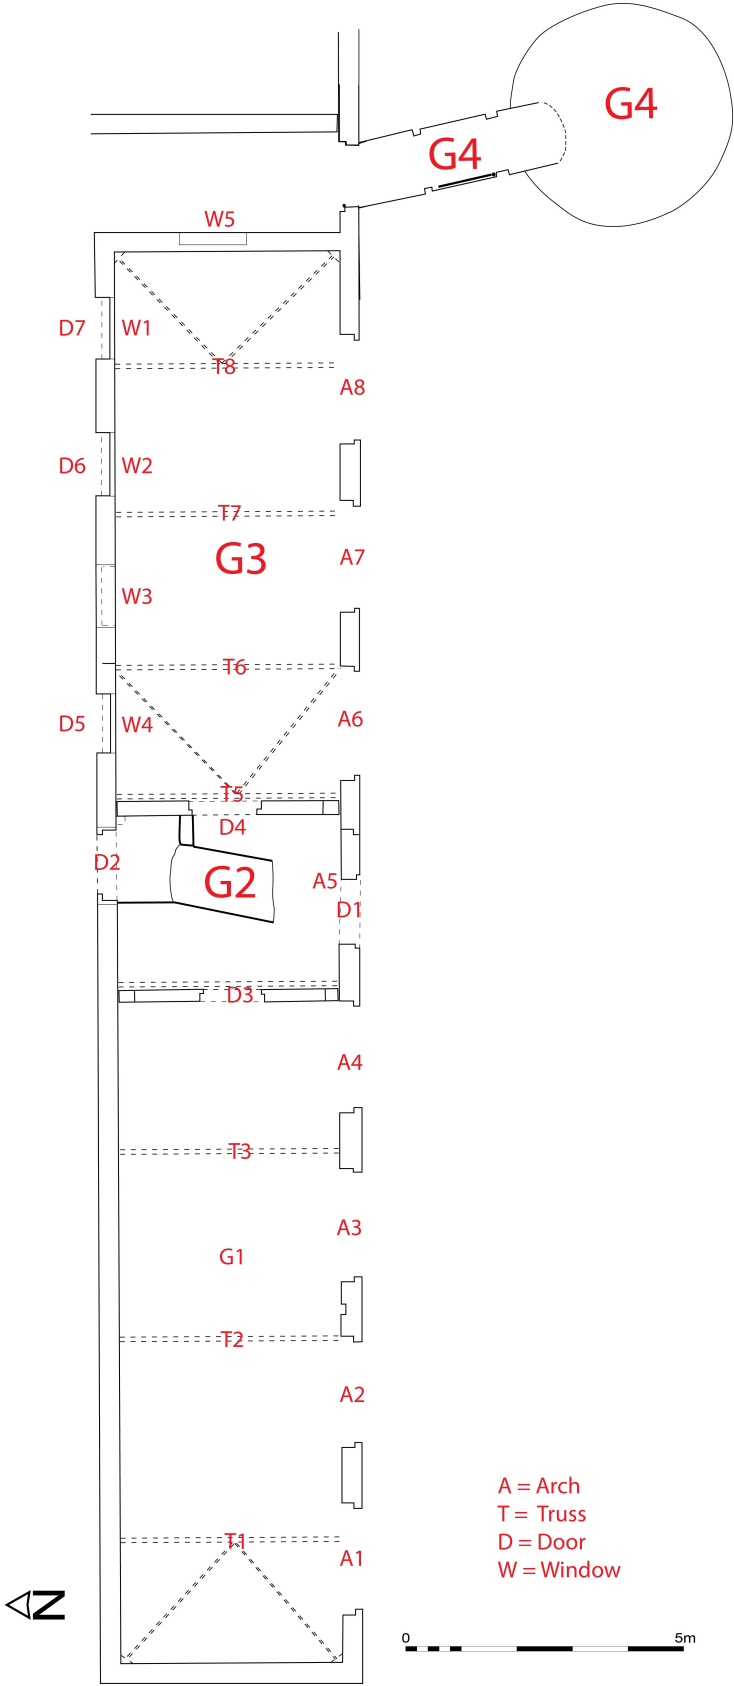 G4
G4
W5
D7 W1
T8
A8
D6 W2
T7
G3
A7
W3
T6
D5 W4
A6
T5
D4
D2
G2
A5
D1
D3
A4
T3
A3
G1
T2
A2
A = Arch
T = Truss
T1
D = Door
A1
W = Window
N
0 5m